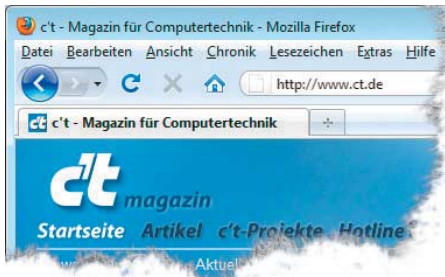 c't - Magazin für Computertechnik - Mozilla Firefox
Datei Bearbeiten Ansicht Chronik Lesezeichen Extras Hilfe
http://www.ct.de
c't c't - Magazin für Computertechnik
c't magazin
Startseite Artikel c't-Projekte Hotline
Aktuel